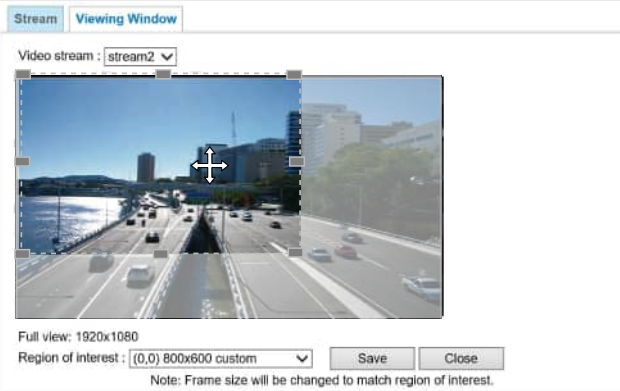 Stream Viewing Window
Video stream : stream2
Full view: 1920x1080
Region of interest : (0,0) 800x600 custom Save Close
Note: Frame size will be changed to match region of interest.